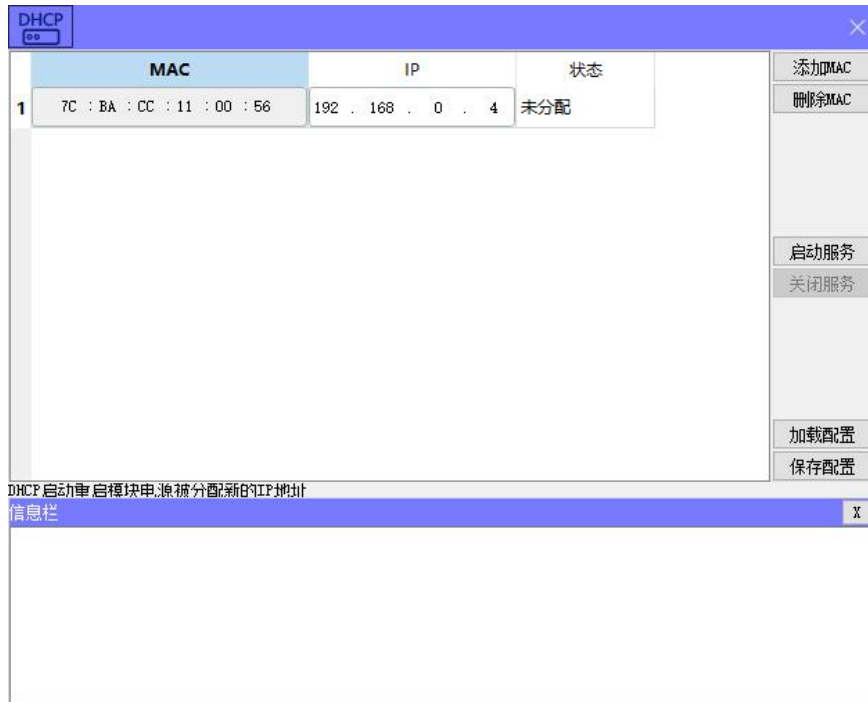 DHCP
MAC IP 状态 添加MAC
1 7C : BA : CC : 11 : 00 : 56 192 . 168 . 0 . 4 未分配 删除MAC
启动服务
关闭服务
加载配置
保存配置
DHCP启动重启模块电源被分配新的IP地址
信息栏 X